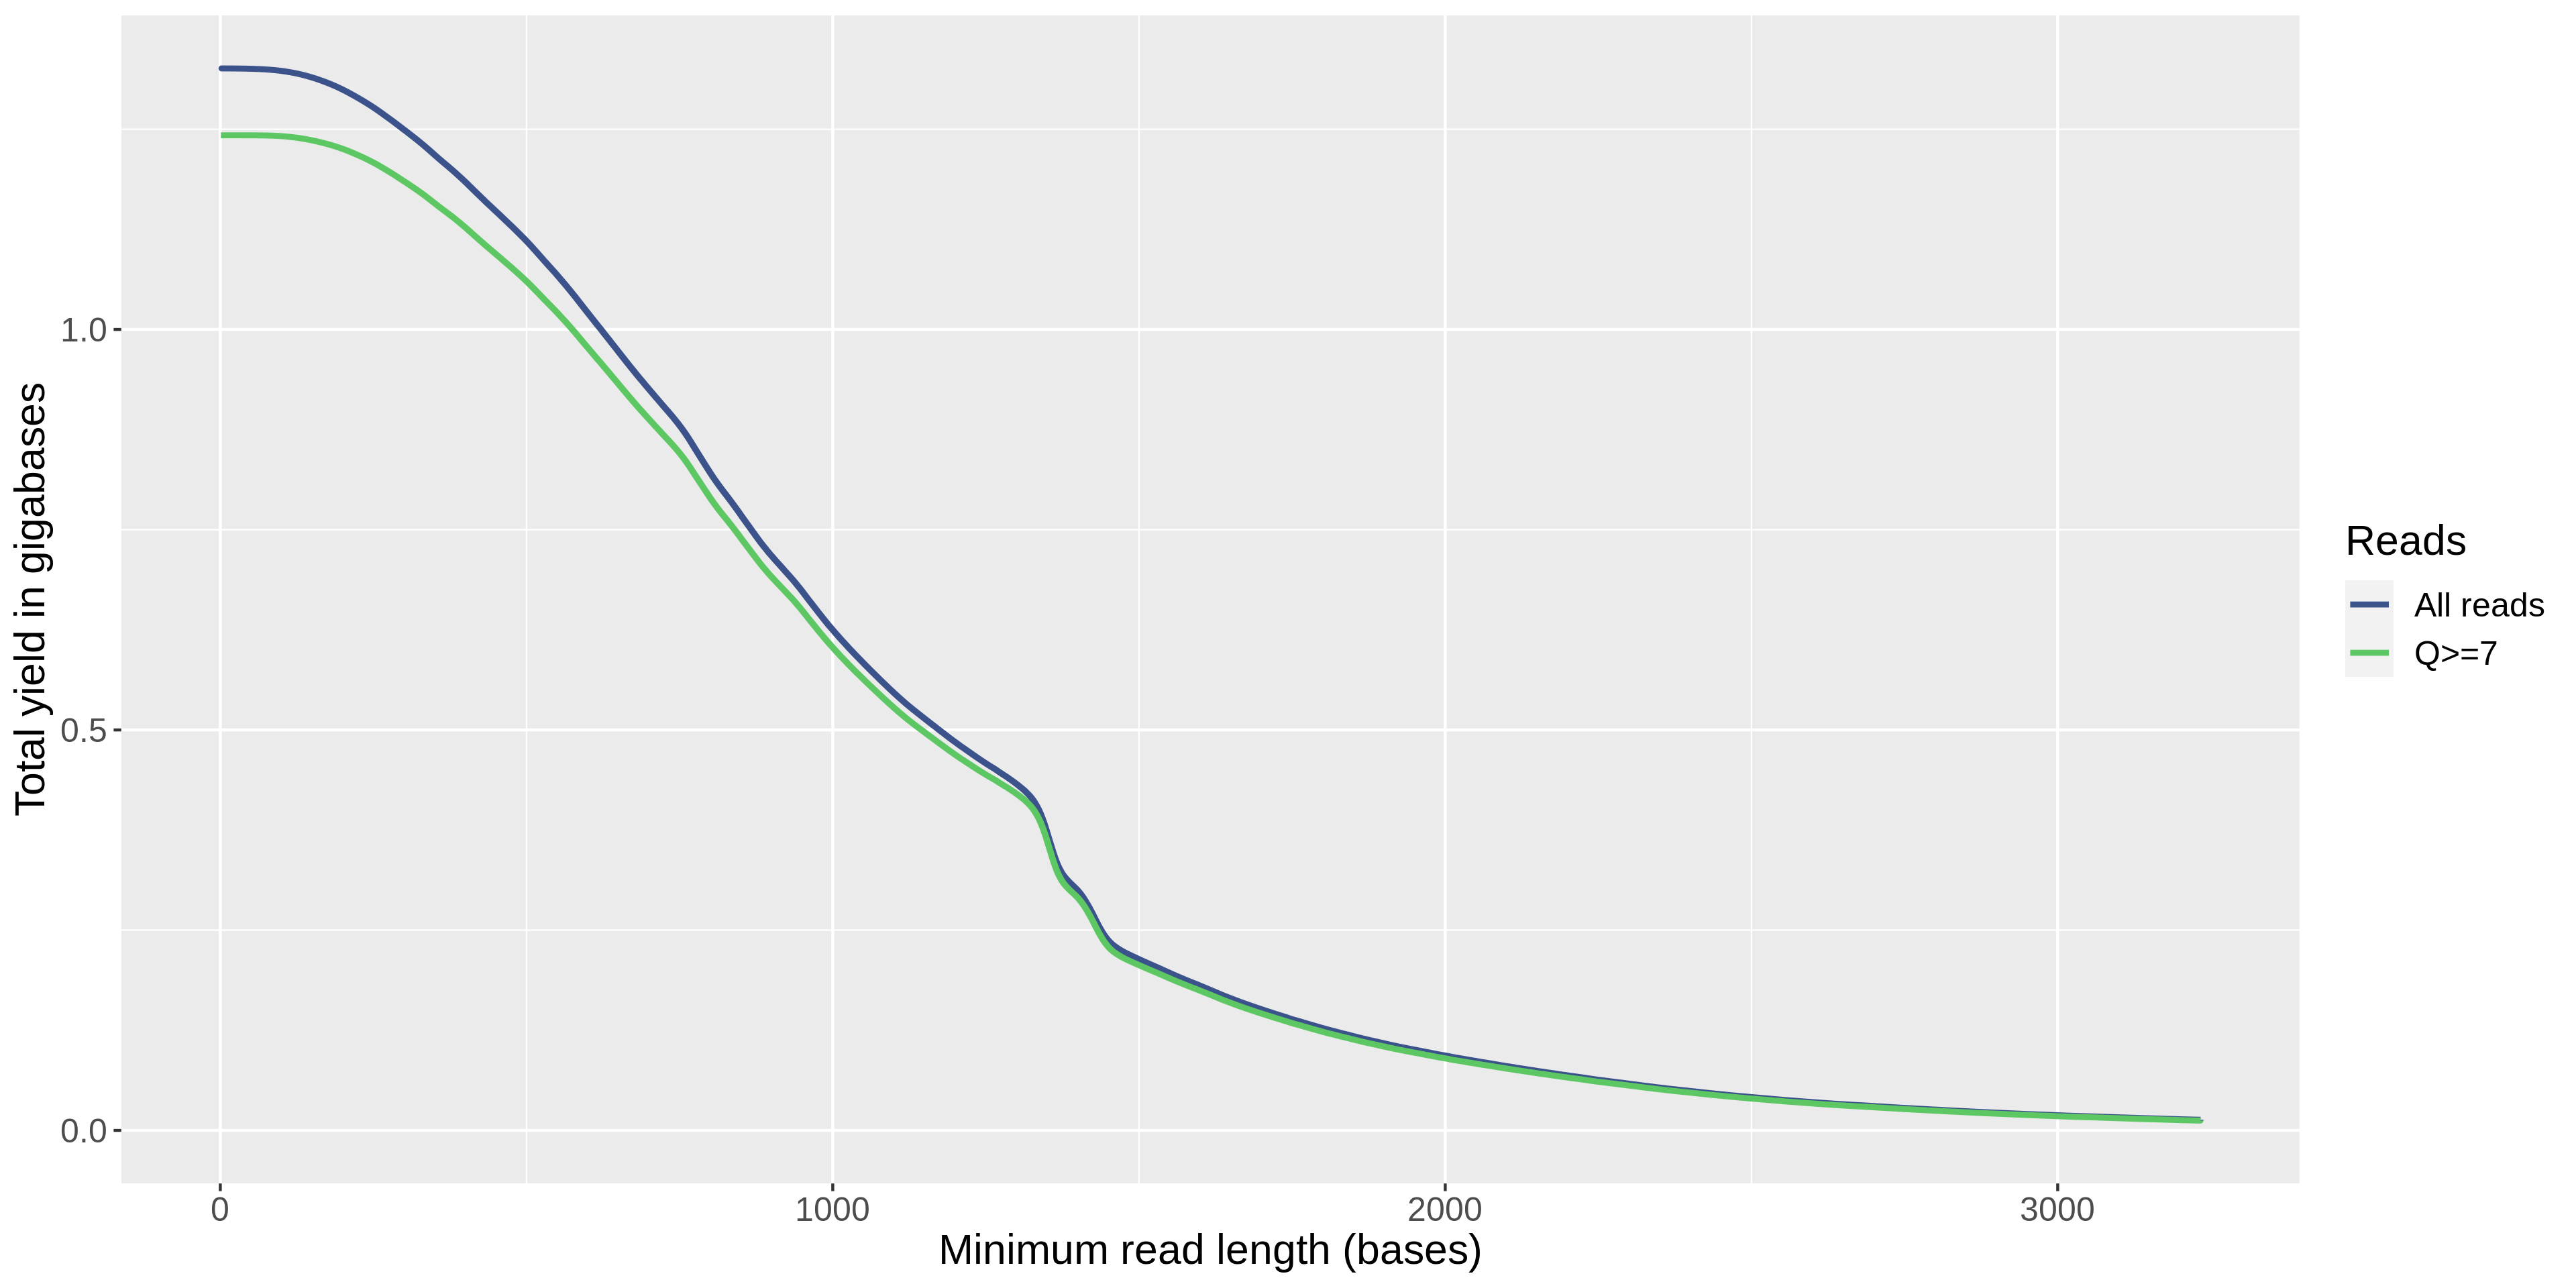 Total yield in gigabases
1.0
0.5
0.0
0
1000
2000
3000
Minimum read length (bases)
Reads
All reads
Q>=7